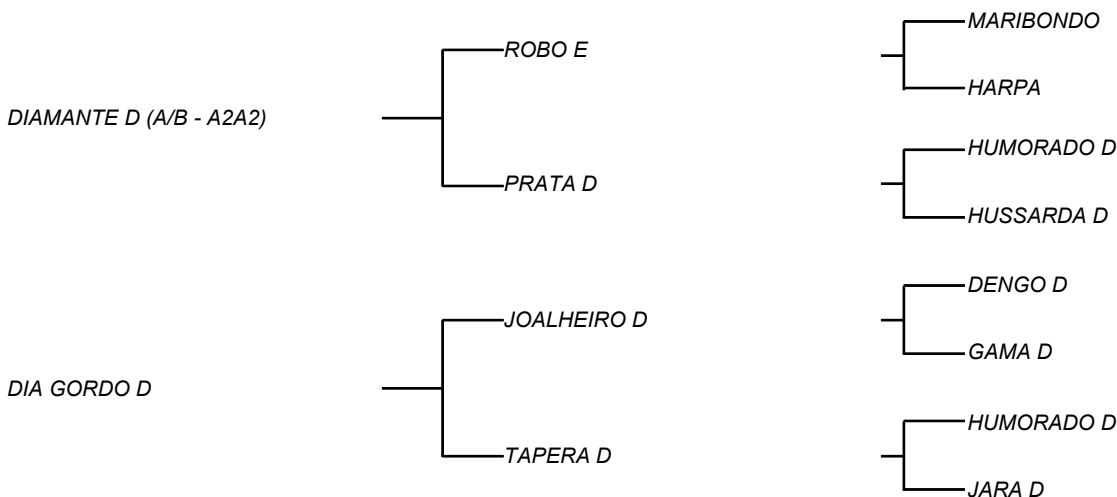 MARIBONDO
ROBO E
HARPA
DIAMANTE D (A/B - A2A2)
HUMORADO D
PRATA D
HUSSARDA D
DENGO D
JOALHEIRO D
GAMA D
DIA GORDO D
HUMORADO D
TAPERA D
JARA D